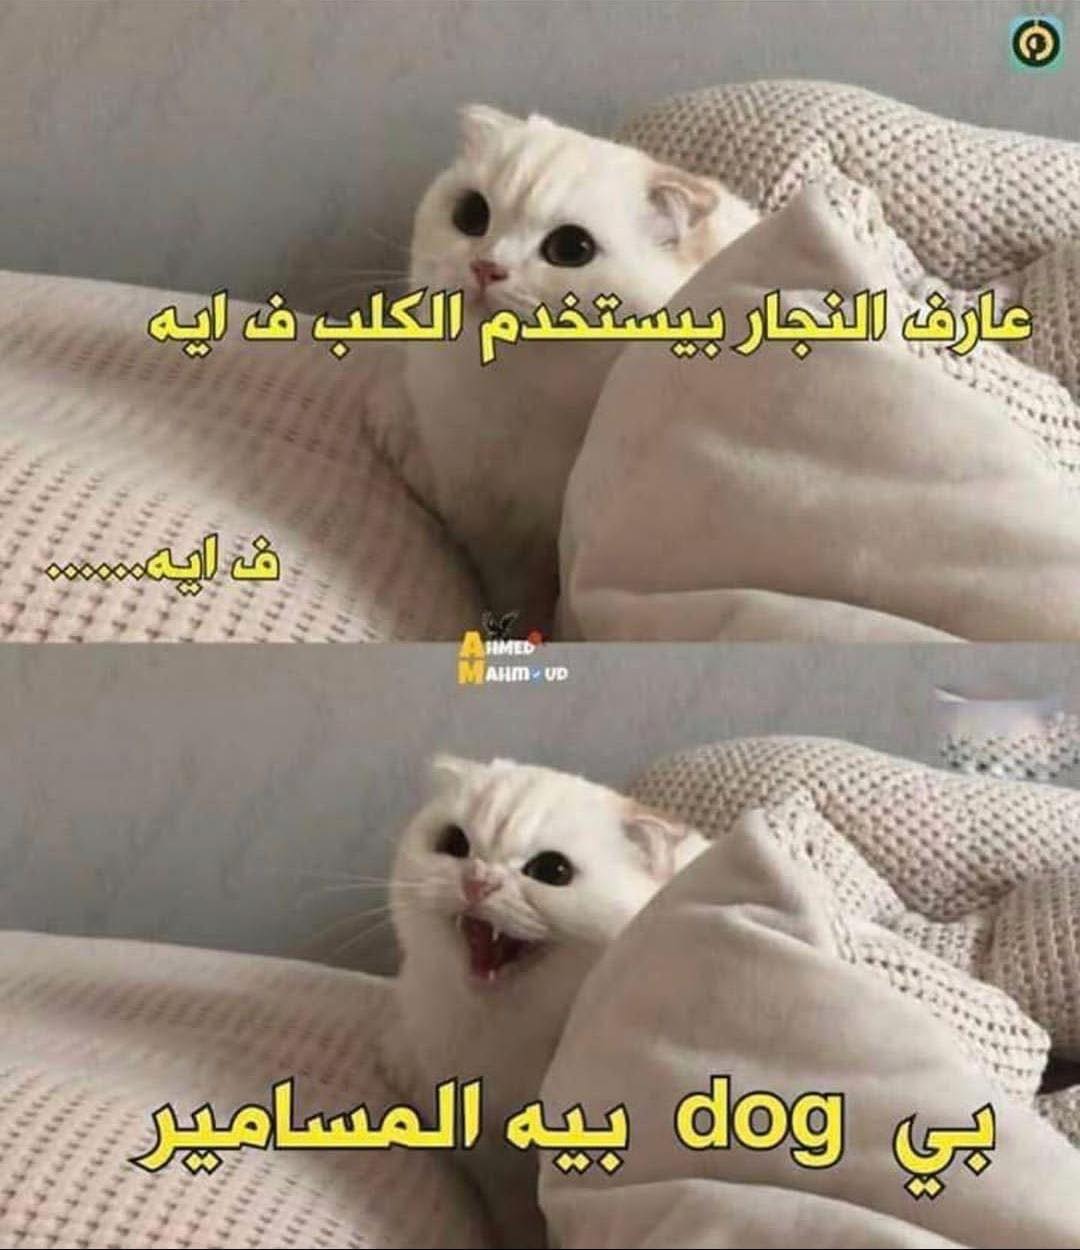 عارف النجار بيستخدم الكلب ف ايه
ف ايه......
AHMED
MAHMOUD
بي dog بيه المسامير